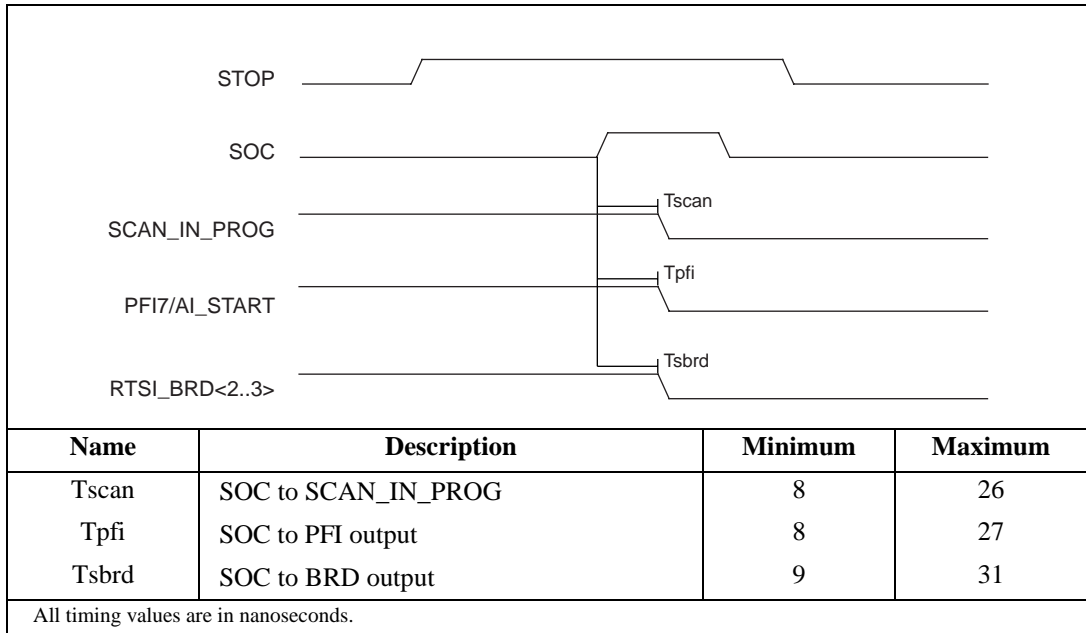 STOP
SOC
Tscan
SCAN_IN_PROG
Tpfi
PFI7/AI_START
Tsbrd
RTSI_BRD<2..3>
Name Description Minimum Maximum
Tscan SOC to SCAN_IN_PROG 8 26
Tpfi SOC to PFI output 8 27
Tsbrd SOC to BRD output 9 31
All timing values are in nanoseconds.